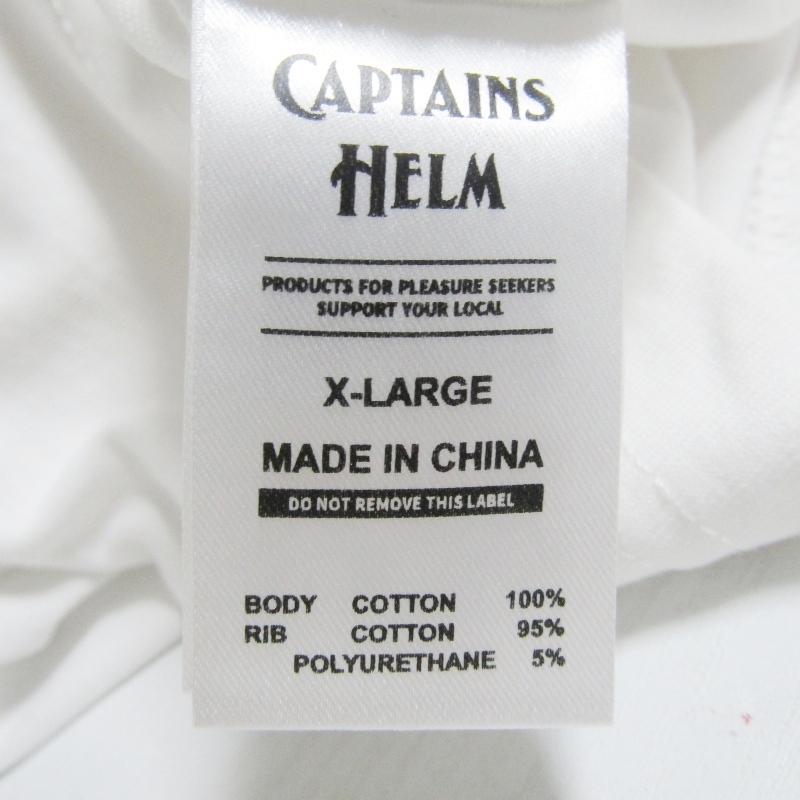 CAPTAINS
HELM
PRODUCTS FOR PLEASURE SEEKERS
SUPPORT YOUR LOCAL
X-LARGE
MADE IN CHINA
DO NOT REMOVE THIS LABEL
BODY COTTON 100%
RIB COTTON 95%
POLYURETHANE 5%